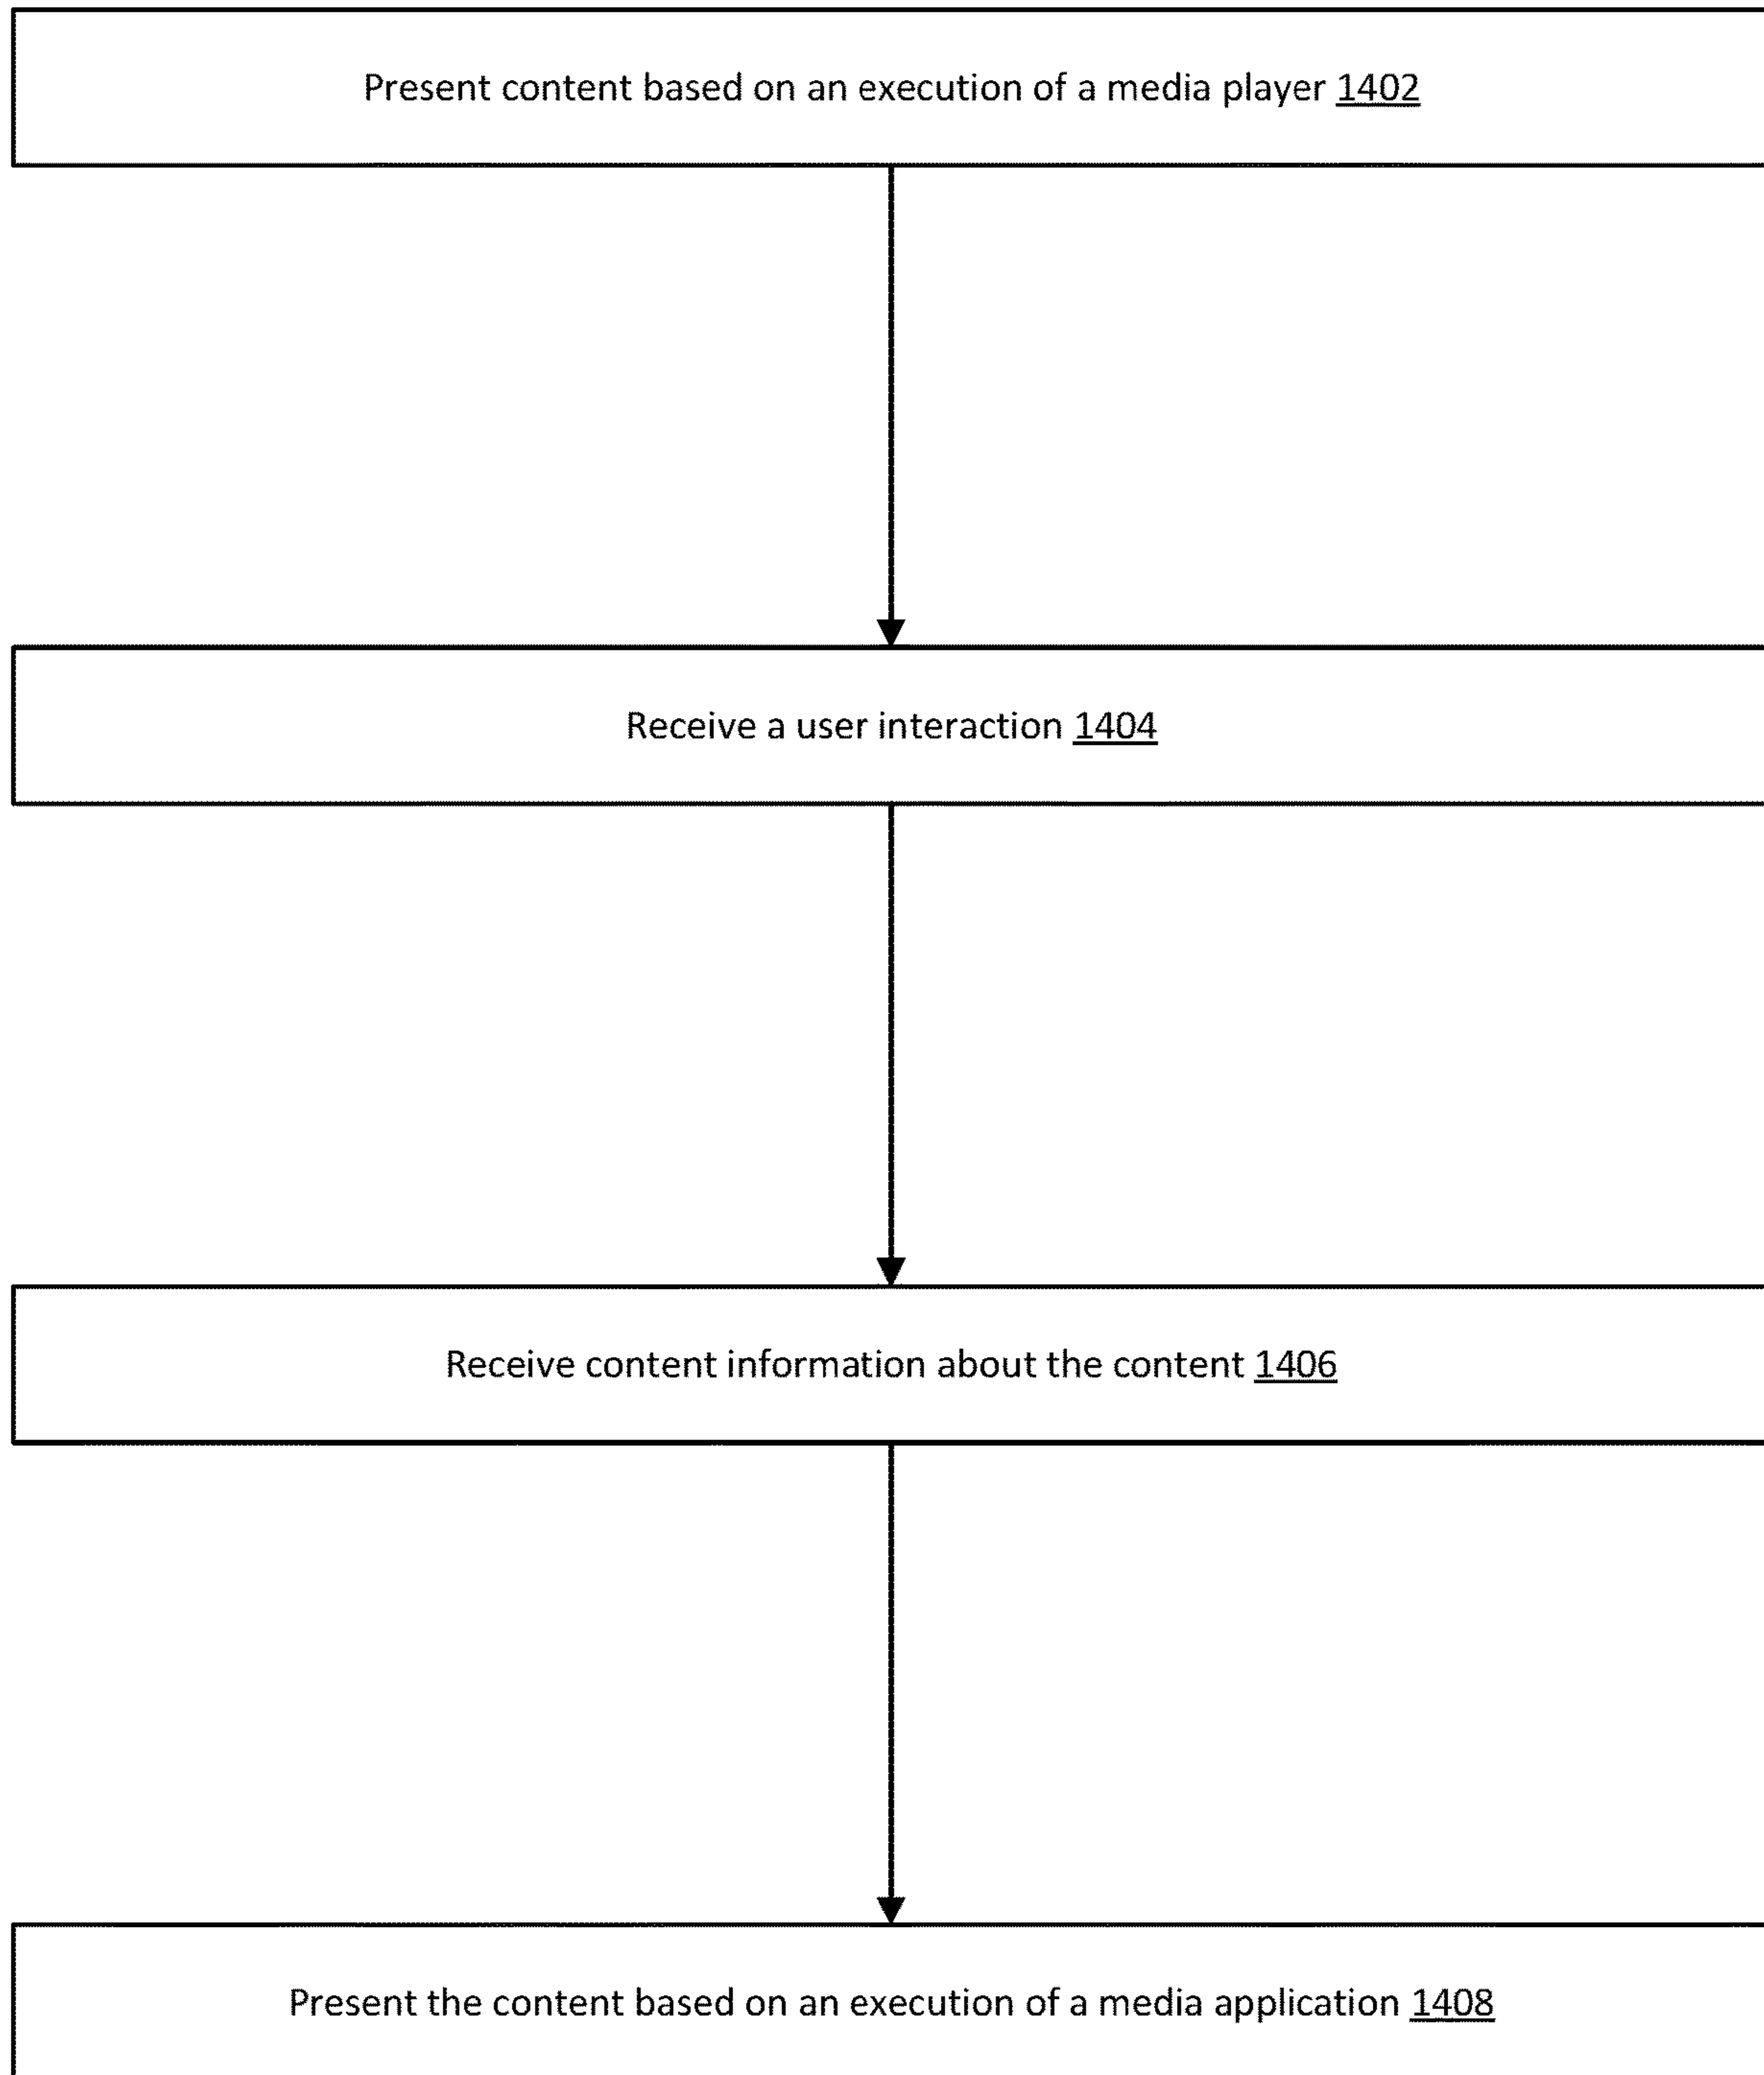 Present content based on an execution of a media player 1402
Receive a user interaction 1404
Receive content information about the content 1406
Present the content based on an execution of a media application 1408